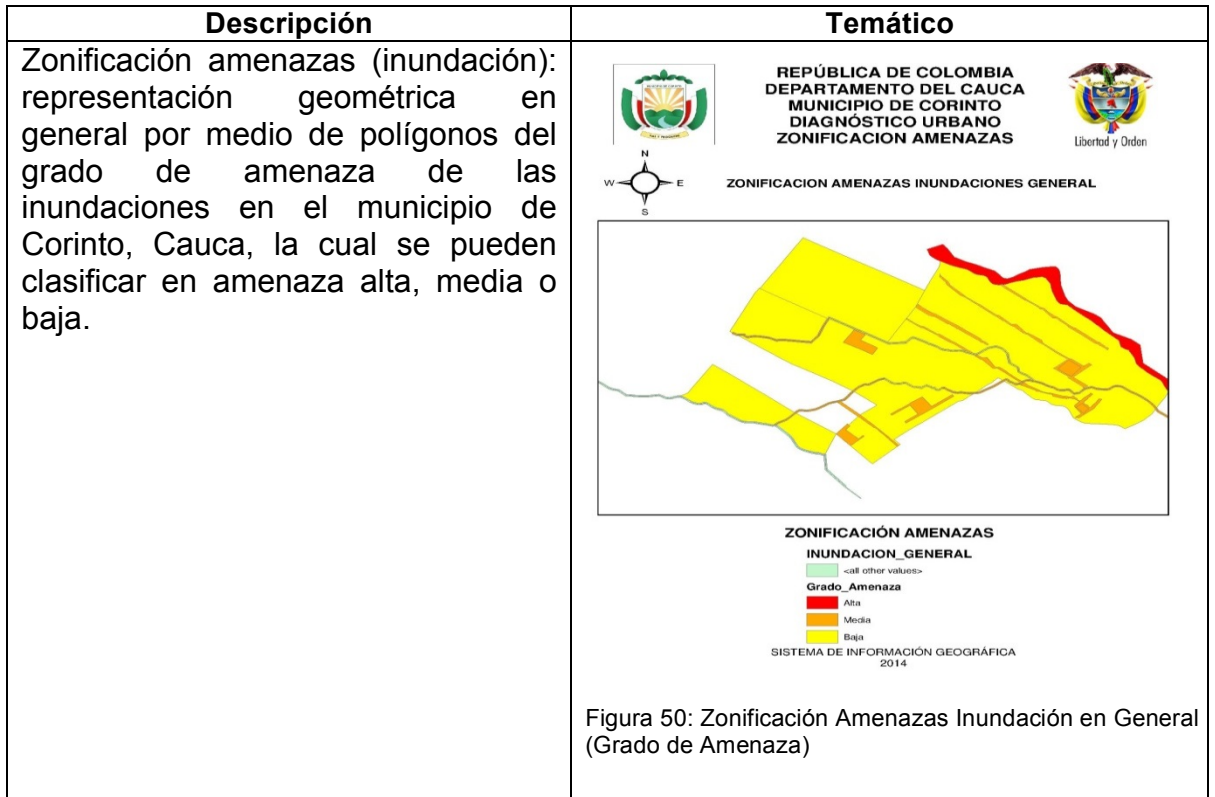 Descripción
Temático
Zonificación amenazas (inundación):
representación geométrica en
general por medio de polígonos del
grado de amenaza de las
inundaciones en el municipio de
Corinto, Cauca, la cual se pueden
clasificar en amenaza alta, media o
baja.
REPÚBLICA DE COLOMBIA
DEPARTAMENTO DEL CAUCA
MUNICIPIO DE CORINTO
DIAGNÓSTICO URBANO
ZONIFICACION AMENAZAS
Libertad y Orden
N
W E
S
ZONIFICACION AMENAZAS INUNDACIONES GENERAL
ZONIFICACIÓN AMENAZAS
INUNDACION_GENERAL
<all other values>
Grado_Amenaza
Alta
Media
Baja
SISTEMA DE INFORMACIÓN GEOGRÁFICA
2014
Figura 50: Zonificación Amenazas Inundación en General
(Grado de Amenaza)